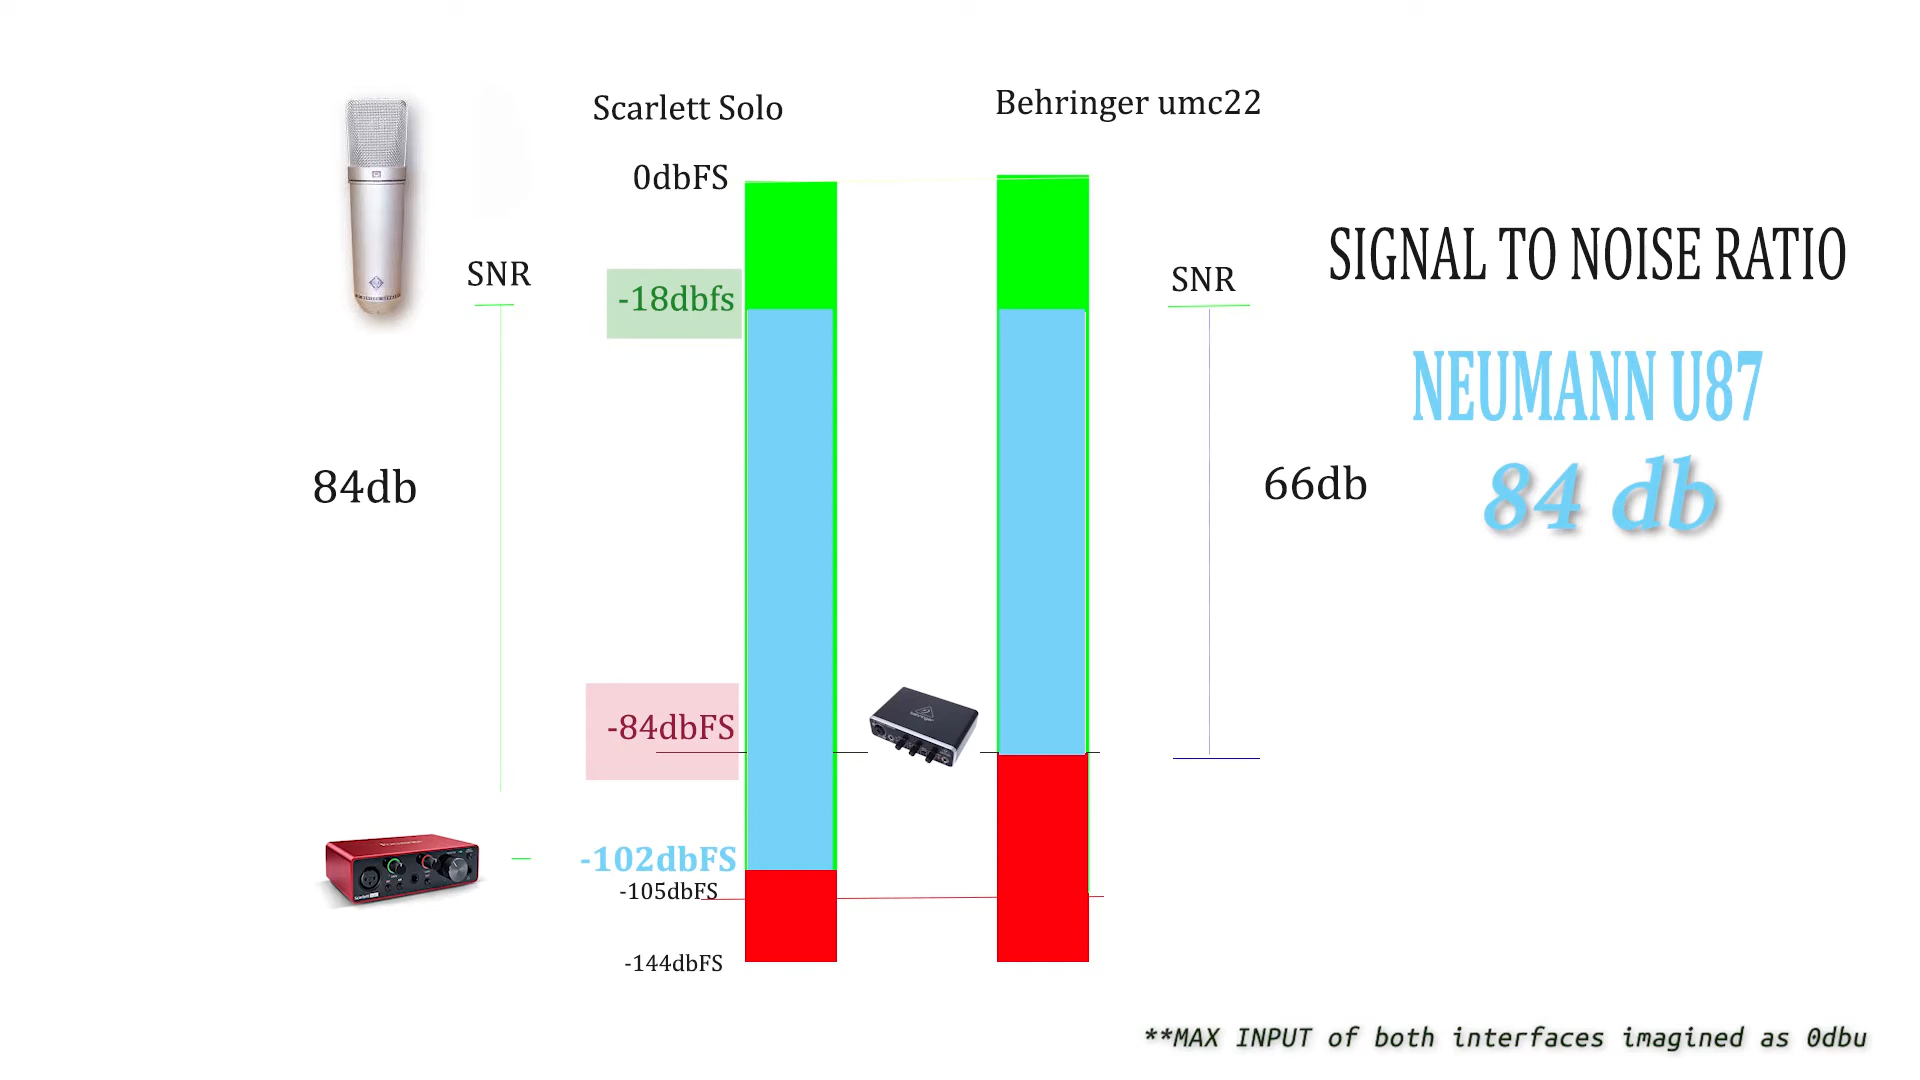 Scarlett Solo
Behringer umc22
0dbFS
SNR
-18dbfs
SNR
SIGNAL TO NOISE RATIO
NEUMANN U87
84 db
84db
66db
-84dbFS
behringer
-102dbFS
-105dbFS
-144dbFS
**MAX INPUT of both interfaces imagined as 0dbu